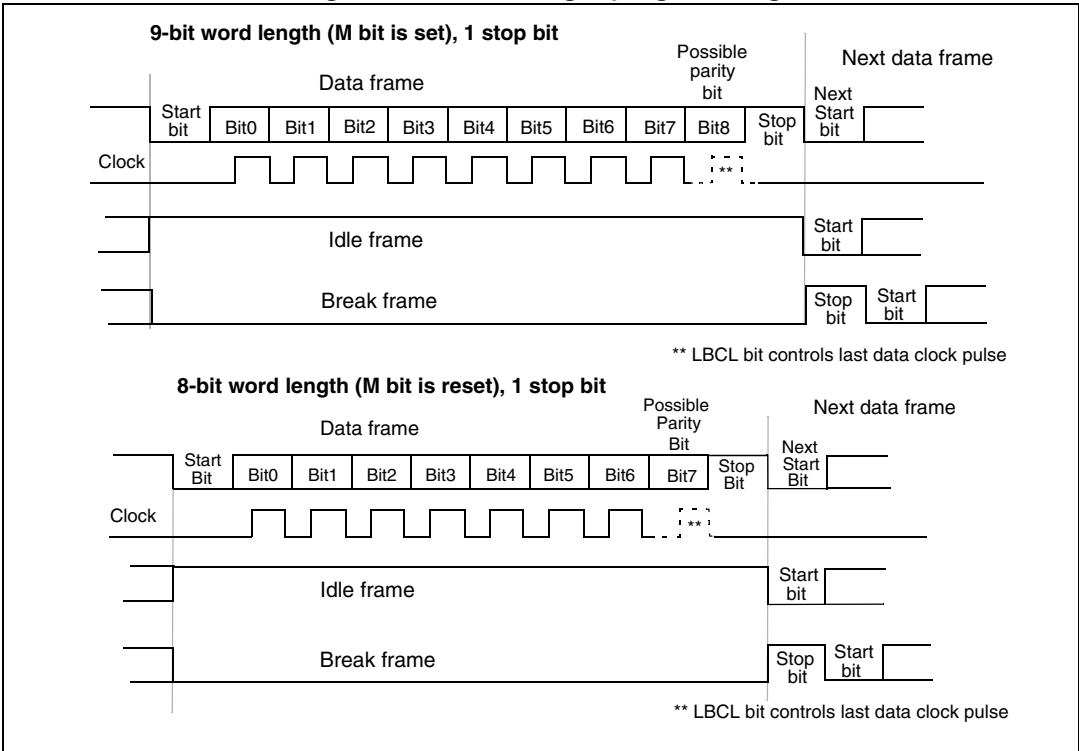 9-bit word length (M bit is set), 1 stop bit
Possible parity bit
Next data frame
Data frame
Start bit
Bit0 Bit1 Bit2 Bit3 Bit4 Bit5 Bit6 Bit7 Bit8
Stop bit
Next Start bit
Clock
**
Idle frame
Start bit
Break frame
Stop bit
Start bit
** LBCL bit controls last data clock pulse
8-bit word length (M bit is reset), 1 stop bit
Possible Parity Bit
Next data frame
Data frame
Start Bit
Bit0 Bit1 Bit2 Bit3 Bit4 Bit5 Bit6 Bit7
Stop Bit
Next Start Bit
Clock
**
Idle frame
Start bit
Break frame
Stop bit
Start bit
** LBCL bit controls last data clock pulse